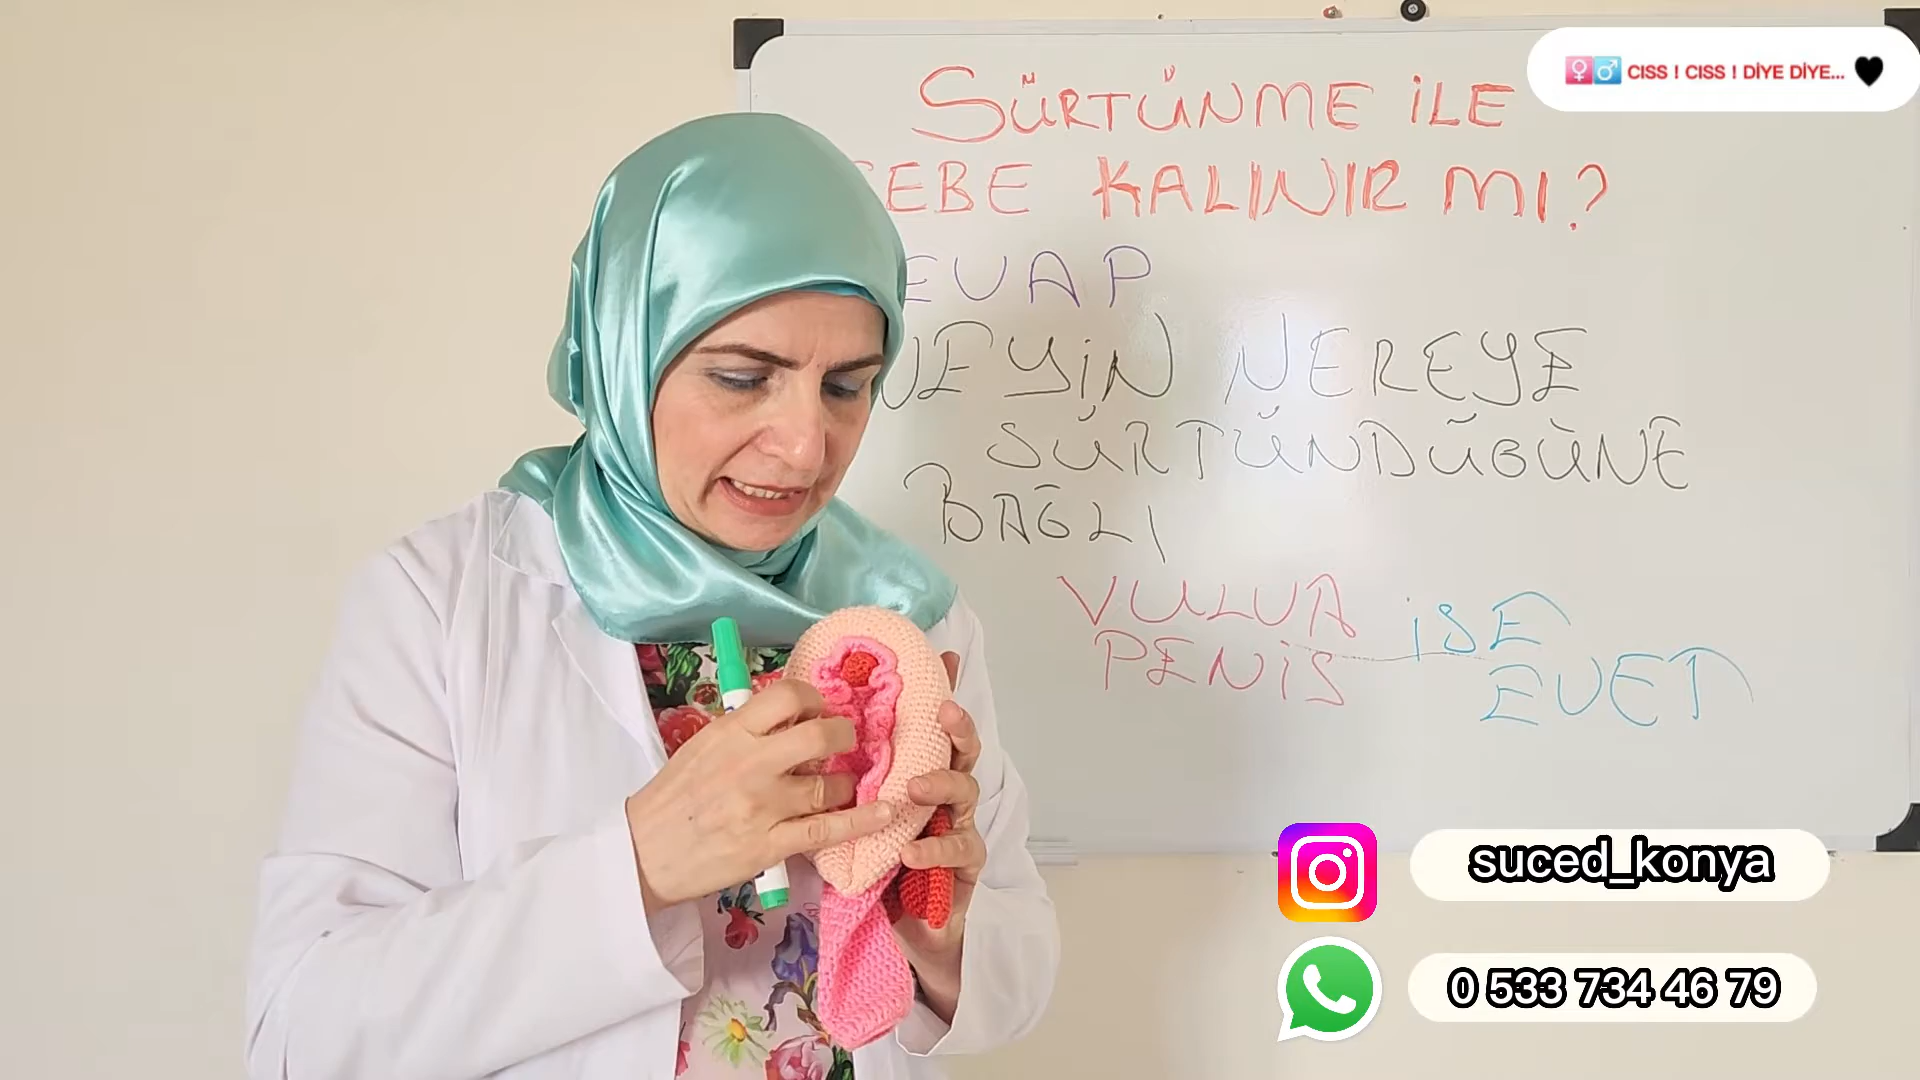 ♀♂ CISS ! CISS ! DİYE DİYE... 🖤
SÜRTÜNME İLE
EBE KALINIR MI?
EVAP
NEYİN NEREYE
SÜRTÜNDÜĞÜNE
BAĞLI
VULVA İSE
PENİS EVET
suced_konya
0 533 734 46 79